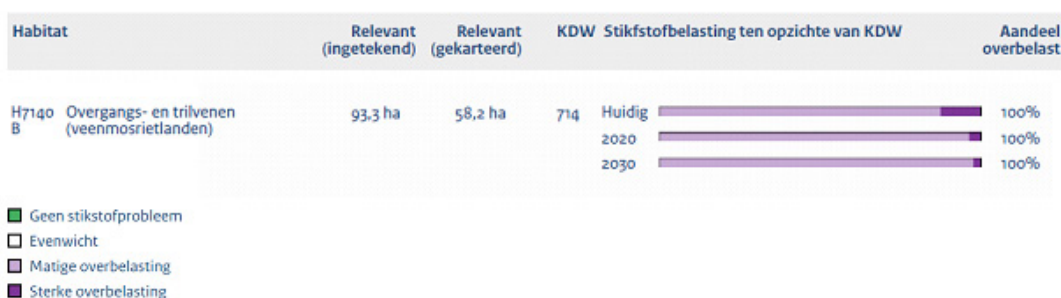 Habitat Relevant Relevant KDW Stikfstofbelasting ten opzichte van KDW Aandeel
(ingetekend) (gekarteerd) overbelast
H7140 Overgangs- en trilvenen 93,3 ha 58,2 ha 714 Huidig 100%
B (veenmosrietlanden)
2020 100%
2030 100%
Geen stikstofprobleem
Evenwicht
Matige overbelasting
Sterke overbelasting